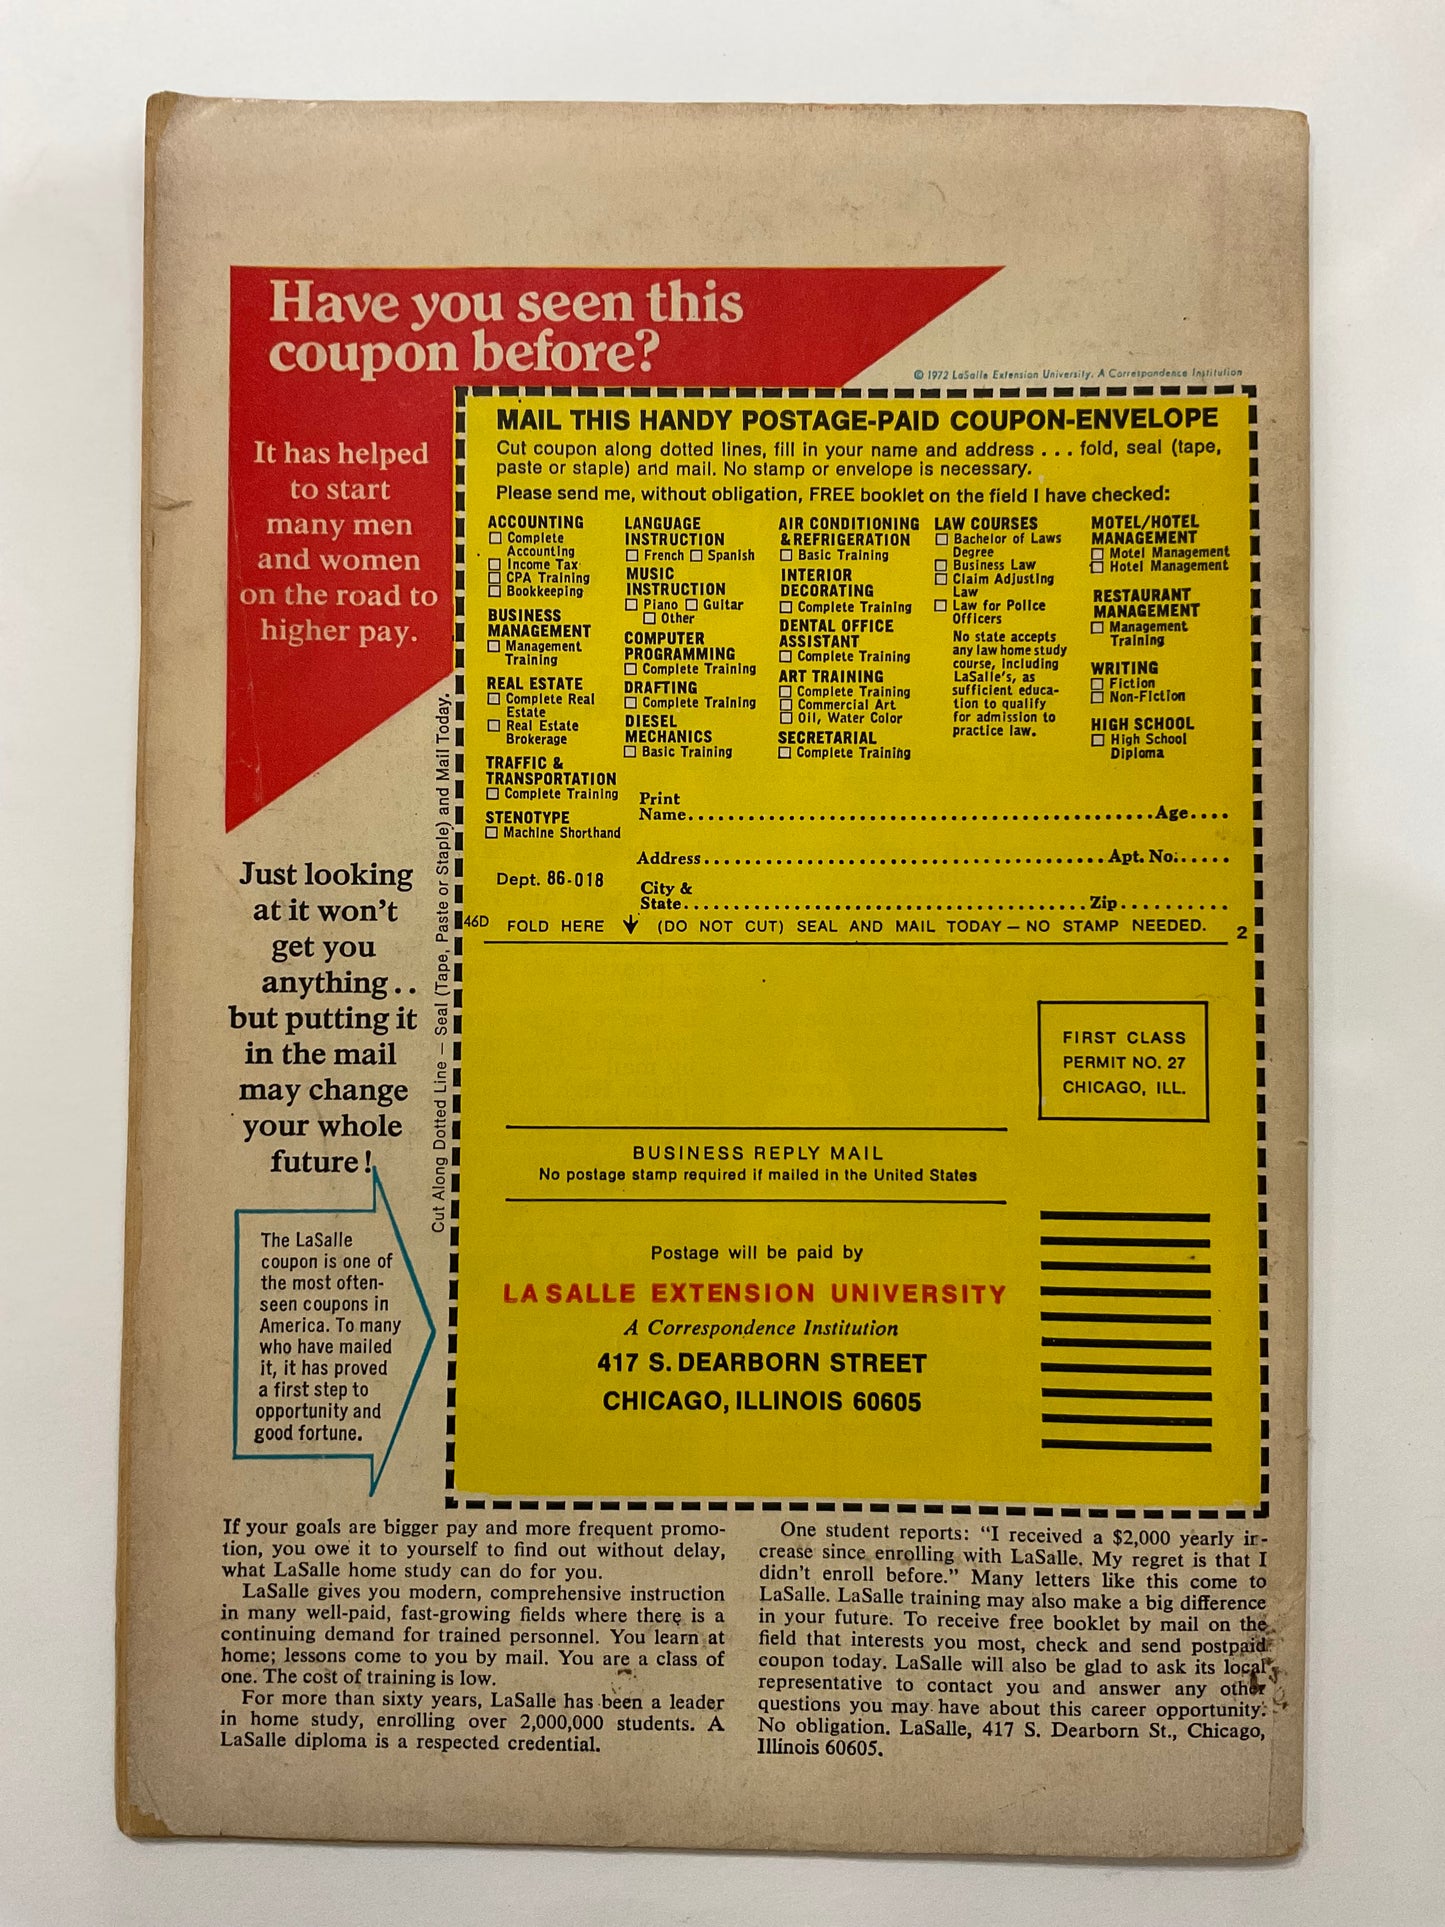 Have you seen this
coupon before?
© 1972 LaSalle Extension University. A Correspondence Institution
It has helped
to start
many men
and women
on the road to
higher pay.
Just looking
at it won't
get you
anything..
but putting it
in the mail
may change
your whole
future!
The LaSalle
coupon is one of
the most often-
seen coupons in
America. To many
who have mailed
it, it has proved
a first step to
opportunity and
good fortune.
Cut Along Dotted Line — Seal (Tape, Paste or Staple) and Mail Today.
MAIL THIS HANDY POSTAGE-PAID COUPON-ENVELOPE
Cut coupon along dotted lines, fill in your name and address . . . fold, seal (tape,
paste or staple) and mail. No stamp or envelope is necessary.
Please send me, without obligation, FREE booklet on the field I have checked:
ACCOUNTING
Complete
Accounting
Income Tax
CPA Training
Bookkeeping
BUSINESS
MANAGEMENT
Management
Training
REAL ESTATE
Complete Real
Estate
Real Estate
Brokerage
TRAFFIC &
TRANSPORTATION
Complete Training
STENOTYPE
Machine Shorthand
LANGUAGE
INSTRUCTION
French Spanish
MUSIC
INSTRUCTION
Piano Guitar
Other
COMPUTER
PROGRAMMING
Complete Training
DRAFTING
Complete Training
DIESEL
MECHANICS
Basic Training
AIR CONDITIONING
& REFRIGERATION
Basic Training
INTERIOR
DECORATING
Complete Training
DENTAL OFFICE
ASSISTANT
Complete Training
ART TRAINING
Complete Training
Commercial Art
Oil, Water Color
SECRETARIAL
Complete Training
LAW COURSES
Bachelor of Laws
Degree
Business Law
Claim Adjusting
Law
Law for Police
Officers
No state accepts
any law home study
course, including
LaSalle's, as
sufficient educa-
tion to qualify
for admission to
practice law.
MOTEL/HOTEL
MANAGEMENT
Motel Management
Hotel Management
RESTAURANT
MANAGEMENT
Management
Training
WRITING
Fiction
Non-Fiction
HIGH SCHOOL
High School
Diploma
Print
Name Age
Address Apt. No.
Dept. 86-018
City &
State Zip
46D FOLD HERE (DO NOT CUT) SEAL AND MAIL TODAY — NO STAMP NEEDED. 2
FIRST CLASS
PERMIT NO. 27
CHICAGO, ILL.
BUSINESS REPLY MAIL
No postage stamp required if mailed in the United States
Postage will be paid by
LA SALLE EXTENSION UNIVERSITY
A Correspondence Institution
417 S. DEARBORN STREET
CHICAGO, ILLINOIS 60605
If your goals are bigger pay and more frequent promo-
tion, you owe it to yourself to find out without delay,
what LaSalle home study can do for you.
LaSalle gives you modern, comprehensive instruction
in many well-paid, fast-growing fields where there is a
continuing demand for trained personnel. You learn at
home; lessons come to you by mail. You are a class of
one. The cost of training is low.
For more than sixty years, LaSalle has been a leader
in home study, enrolling over 2,000,000 students. A
LaSalle diploma is a respected credential.
One student reports: "I received a $2,000 yearly in-
crease since enrolling with LaSalle. My regret is that I
didn't enroll before." Many letters like this come to
LaSalle. LaSalle training may also make a big difference
in your future. To receive free booklet by mail on the
field that interests you most, check and send postpaid
coupon today. LaSalle will also be glad to ask its local
representative to contact you and answer any other
questions you may have about this career opportunity.
No obligation. LaSalle, 417 S. Dearborn St., Chicago,
Illinois 60605.